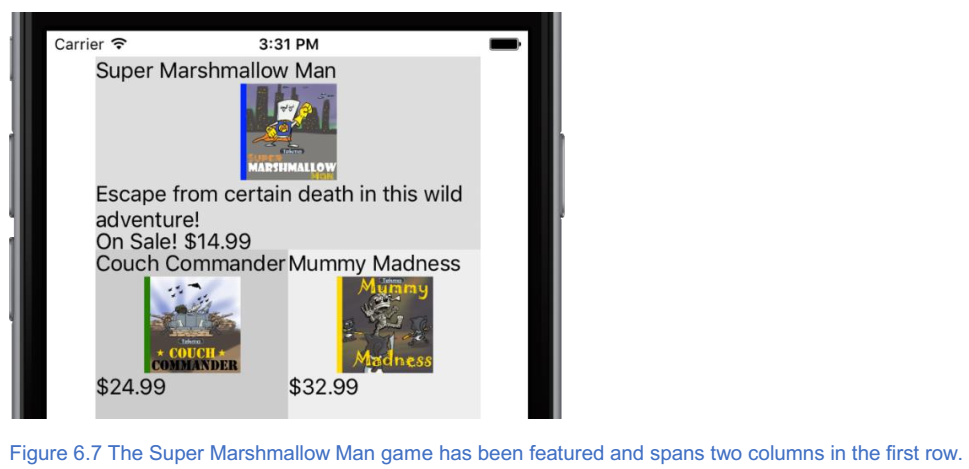 Carrier 3:31 PM
Super Marshmallow Man
SUPER
MARSHMALLOW
MAN
Escape from certain death in this wild
adventure!
On Sale! $14.99
Couch Commander Mummy Madness
Mummy
★ COUCH ★
COMMANDER
Madness
$24.99 $32.99
Figure 6.7 The Super Marshmallow Man game has been featured and spans two columns in the first row.